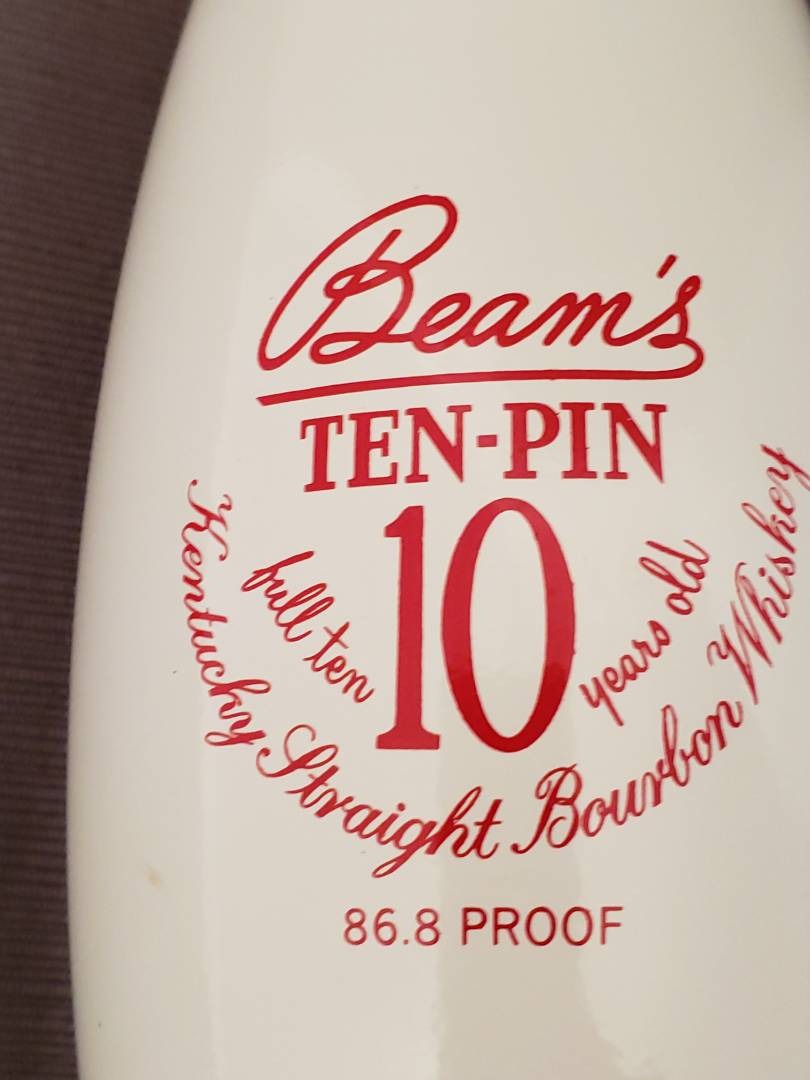 Beam's
TEN-PIN
10
full ten years old
Kentucky Straight Bourbon Whiskey
86.8 PROOF